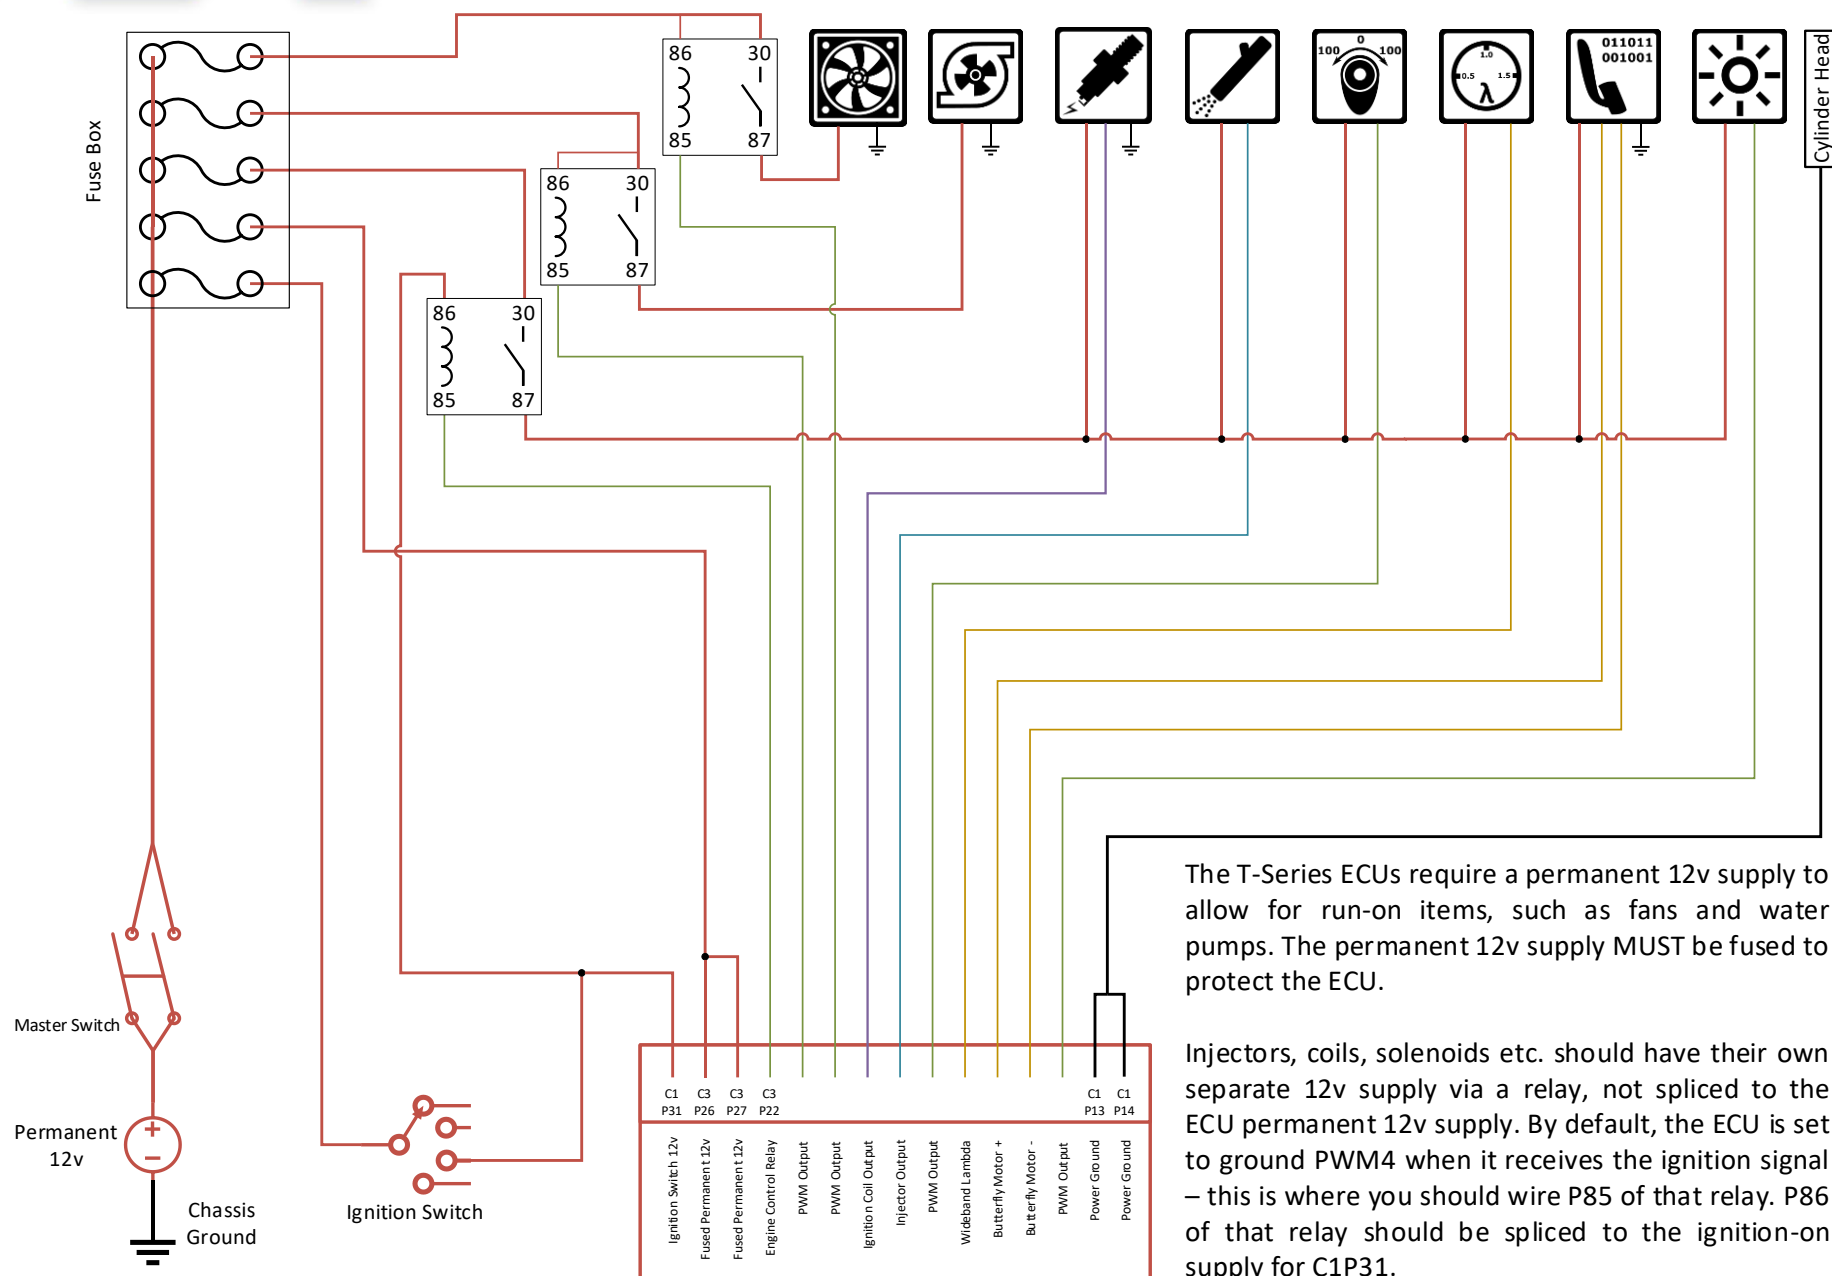 Fuse Box
86 30
85 87
86 30
85 87
86 30
85 87
100 0 100
0.5 1.0 1.5
λ
011011
001001
Cylinder Head
Master Switch
Permanent
12v
Chassis
Ground
Ignition Switch
C1 P31
C3 P26
C3 P27
C3 P22
C1 P13
C1 P14
Ignition Switch 12v
Fused Permanent 12v
Fused Permanent 12v
Engine Control Relay
PWM Output
PWM Output
Ignition Coil Output
Injector Output
PWM Output
Wideband Lambda
Butterfly Motor +
Butterfly Motor -
PWM Output
Power Ground
Power Ground
The T-Series ECUs require a permanent 12v supply to
allow for run-on items, such as fans and water
pumps. The permanent 12v supply MUST be fused to
protect the ECU.
Injectors, coils, solenoids etc. should have their own
separate 12v supply via a relay, not spliced to the
ECU permanent 12v supply. By default, the ECU is set
to ground PWM4 when it receives the ignition signal
– this is where you should wire P85 of that relay. P86
of that relay should be spliced to the ignition-on
supply for C1P31.